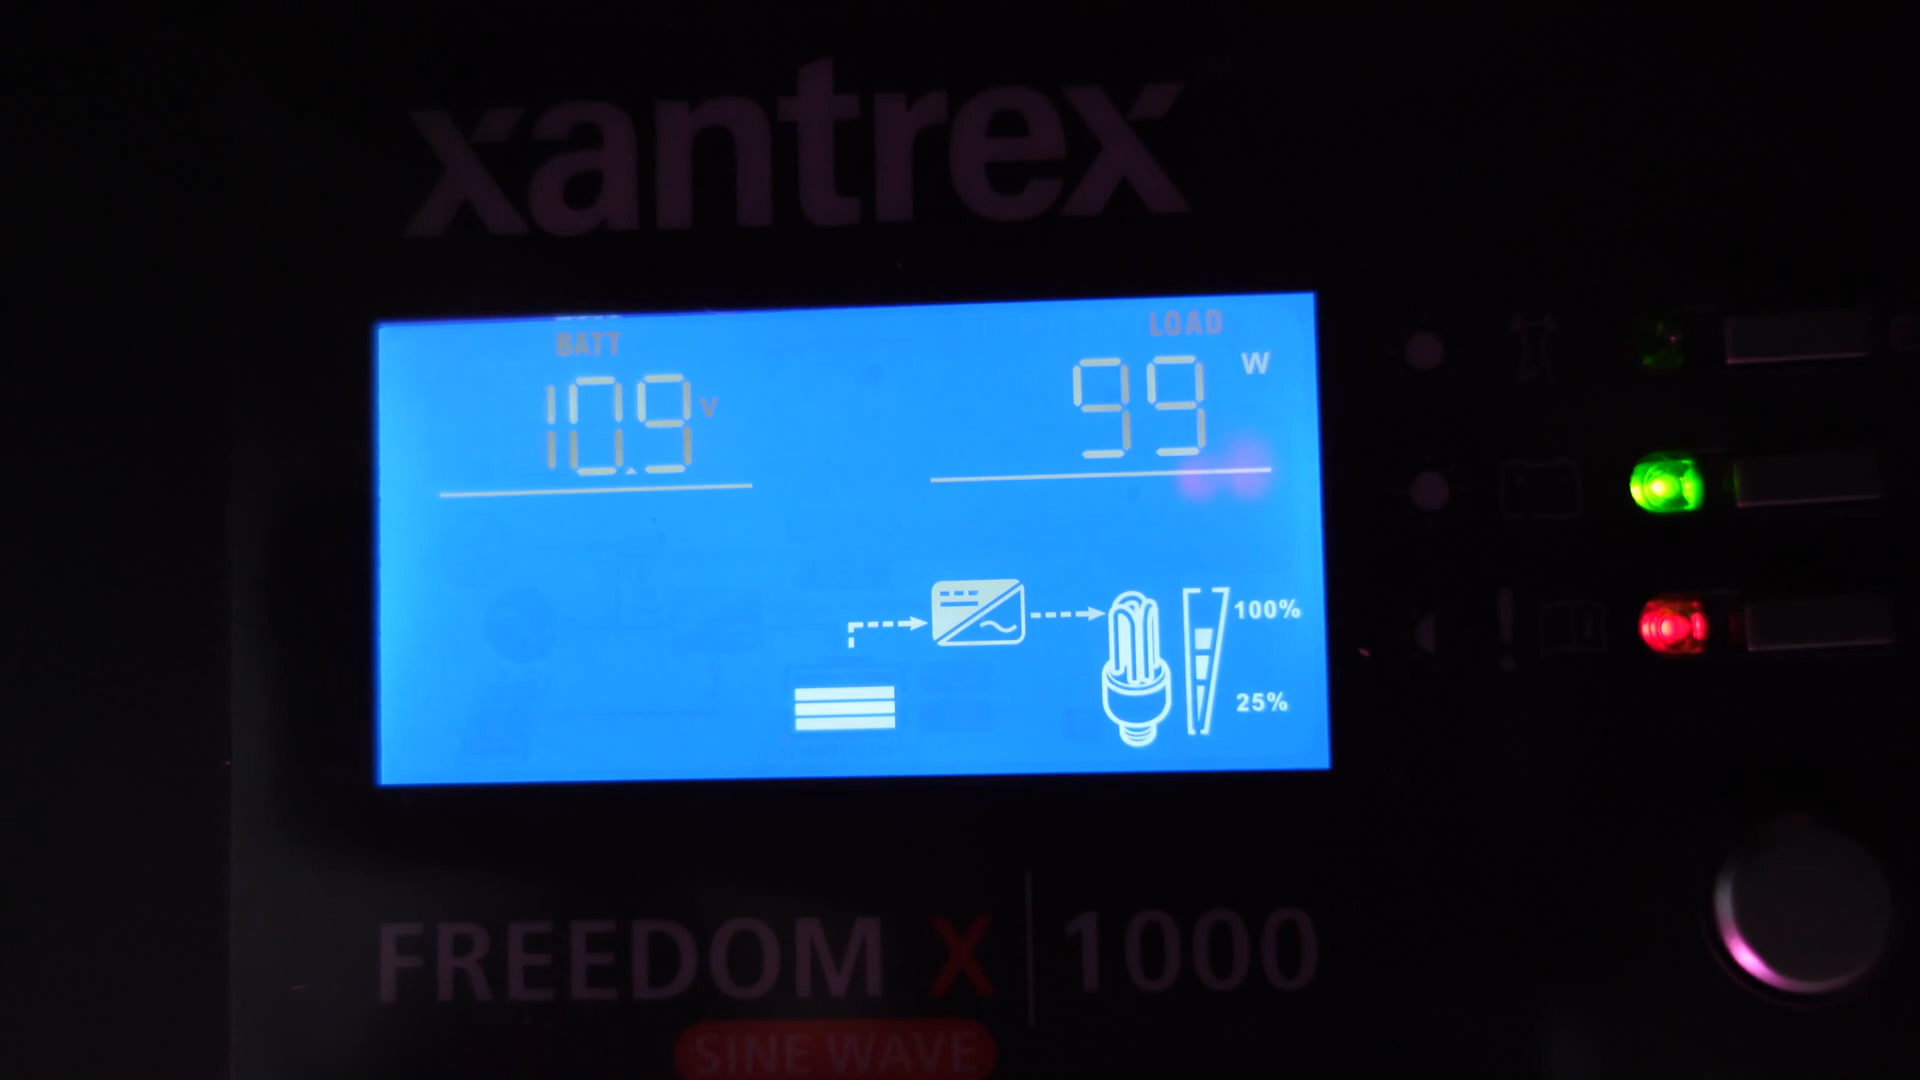 xantrex
BATT LOAD
10.9 V 99 W
100%
25%
FREEDOM X 1000
SINE WAVE